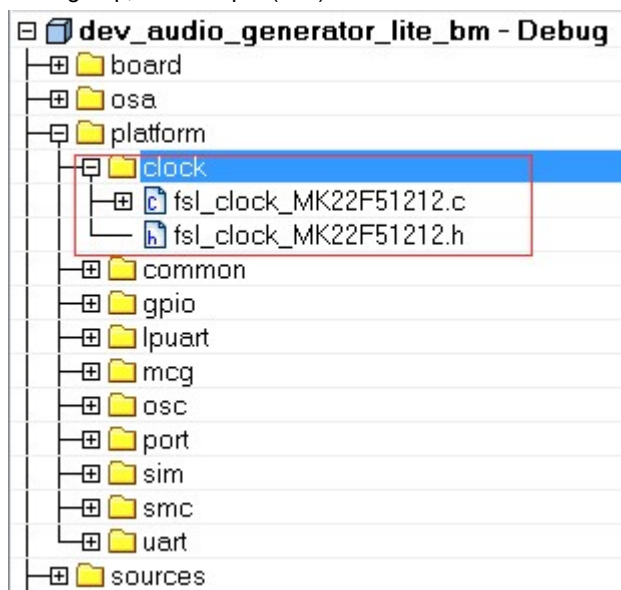 dev_audio_generator_lite_bm - Debug
board
osa
platform
clock
fsl_clock_MK22F51212.c
fsl_clock_MK22F51212.h
common
gpio
lpuart
mcg
osc
port
sim
smc
uart
sources